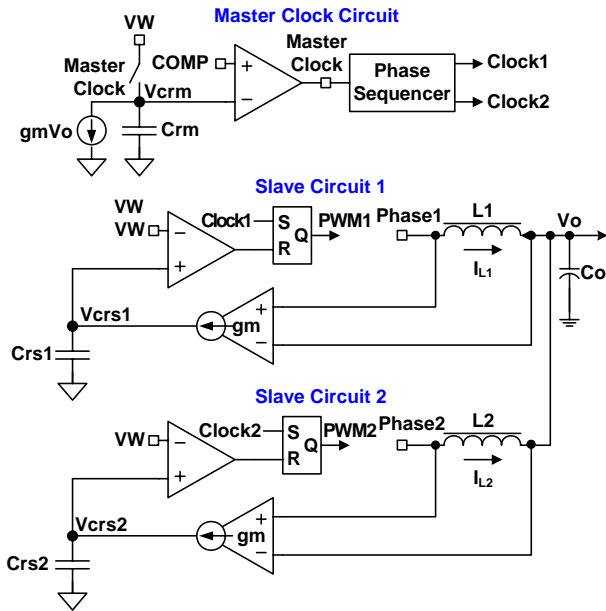 Master Clock Circuit
VW
Master
Clock
COMP
+
−
Master
Clock
Phase
Sequencer
Clock1
Clock2
Vcrm
gmVo
Crm
Slave Circuit 1
VW
VW
−
+
Clock1
S
R
Q
PWM1
Phase1
L1
Vo
IL1
Co
Vcrs1
gm
+
−
Crs1
Slave Circuit 2
VW
−
+
Clock2
S
R
Q
PWM2
Phase2
L2
IL2
Vcrs2
gm
+
−
Crs2